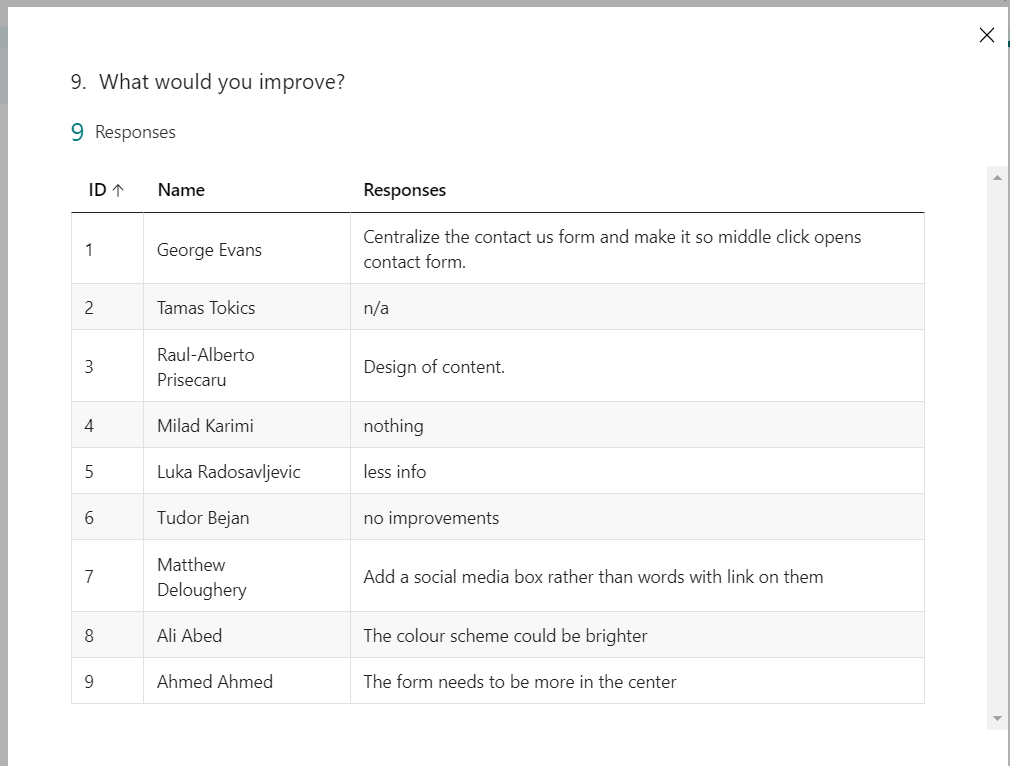 9. What would you improve?
9 Responses
ID ↑ Name Responses
1 George Evans Centralize the contact us form and make it so middle click opens
contact form.
2 Tamas Tokics n/a
3 Raul-Alberto
Prisecaru Design of content.
4 Milad Karimi nothing
5 Luka Radosavljevic less info
6 Tudor Bejan no improvements
7 Matthew
Deloughery Add a social media box rather than words with link on them
8 Ali Abed The colour scheme could be brighter
9 Ahmed Ahmed The form needs to be more in the center